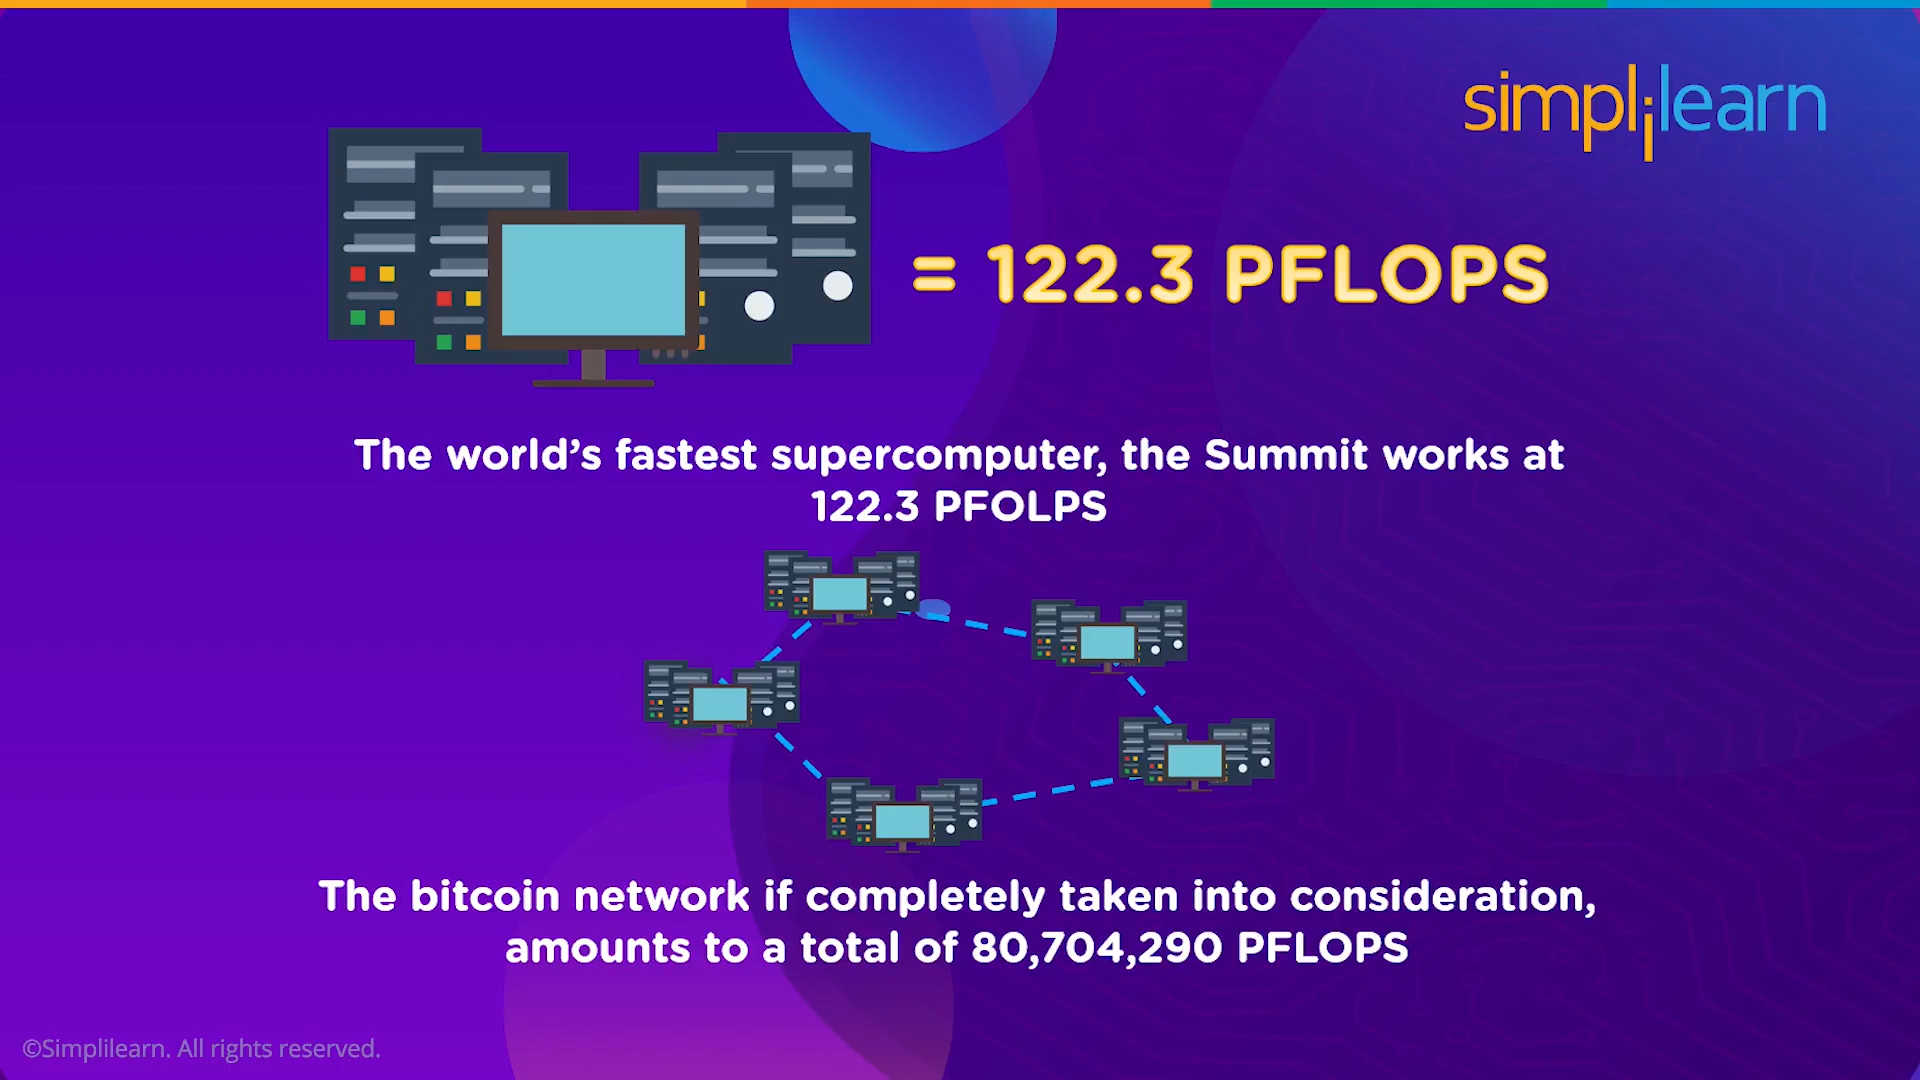 simplilearn
= 122.3 PFLOPS
The world’s fastest supercomputer, the Summit works at
122.3 PFOLPS
The bitcoin network if completely taken into consideration,
amounts to a total of 80,704,290 PFLOPS
©Simplilearn. All rights reserved.